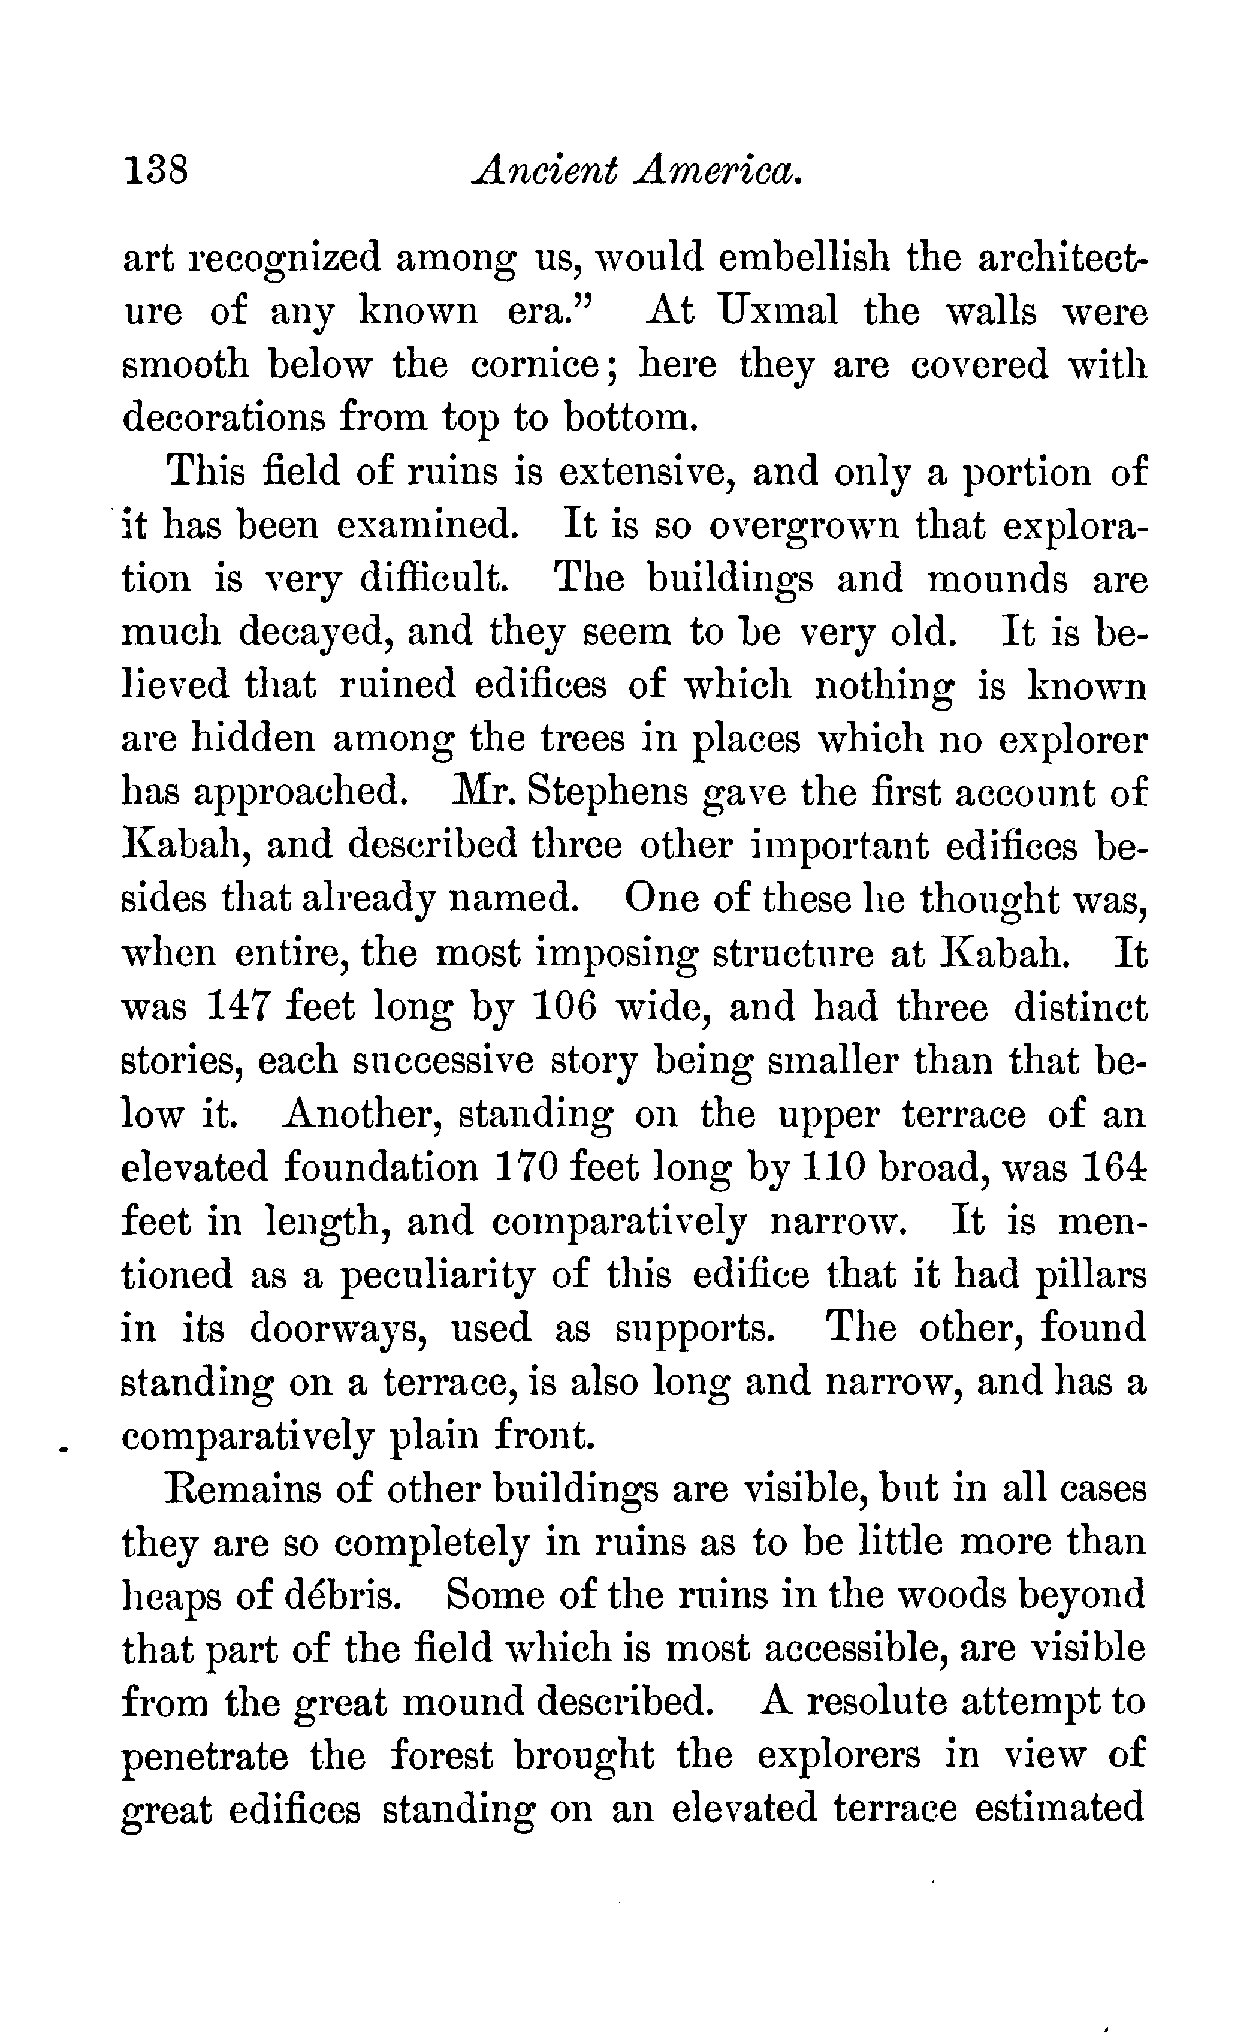 138 Ancient America.
art recognized among us, would embellish the architect-
ure of any known era.” At Uxmal the walls were
smooth below the cornice; here they are covered with
decorations from top to bottom.
This field of ruins is extensive, and only a portion of
it has been examined. It is so overgrown that explora-
tion is very difficult. The buildings and mounds are
much decayed, and they seem to be very old. It is be-
lieved that ruined edifices of which nothing is known
are hidden among the trees in places which no explorer
has approached. Mr. Stephens gave the first account of
Kabah, and described three other important edifices be-
sides that already named. One of these he thought was,
when entire, the most imposing structure at Kabah. It
was 147 feet long by 106 wide, and had three distinct
stories, each successive story being smaller than that be-
low it. Another, standing on the upper terrace of an
elevated foundation 170 feet long by 110 broad, was 164
feet in length, and comparatively narrow. It is men-
tioned as a peculiarity of this edifice that it had pillars
in its doorways, used as supports. The other, found
standing on a terrace, is also long and narrow, and has a
comparatively plain front.
Remains of other buildings are visible, but in all cases
they are so completely in ruins as to be little more than
heaps of débris. Some of the ruins in the woods beyond
that part of the field which is most accessible, are visible
from the great mound described. A resolute attempt to
penetrate the forest brought the explorers in view of
great edifices standing on an elevated terrace estimated